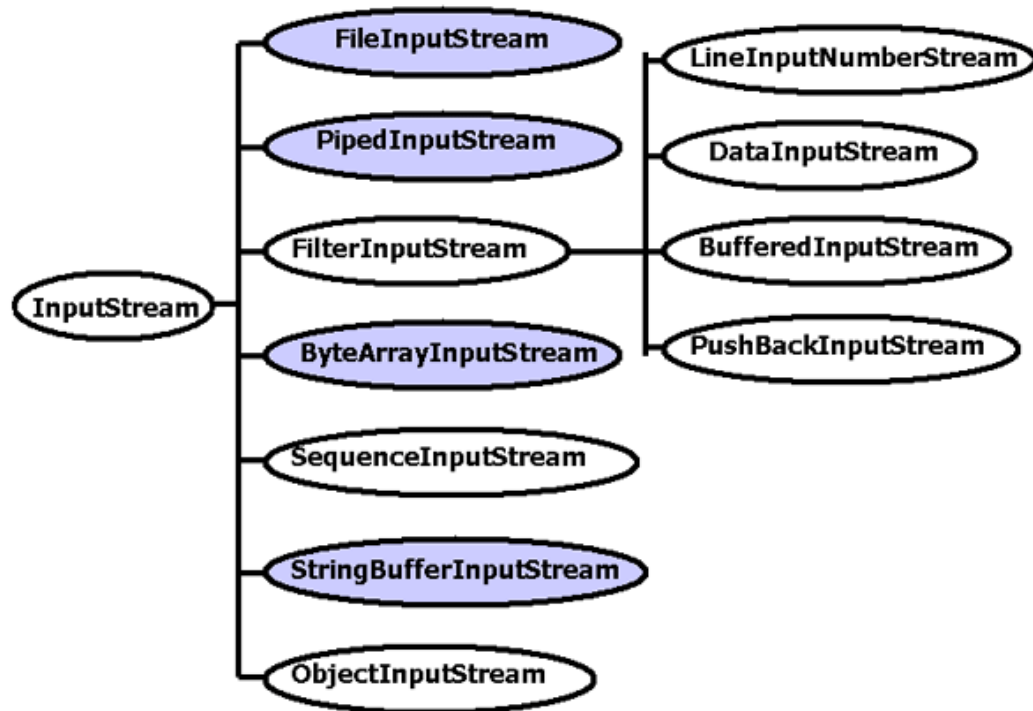 FileInputStream
PipedInputStream
FilterInputStream
InputStream
ByteArrayInputStream
SequenceInputStream
StringBufferInputStream
ObjectInputStream
LineInputNumberStream
DataInputStream
BufferedInputStream
PushBackInputStream